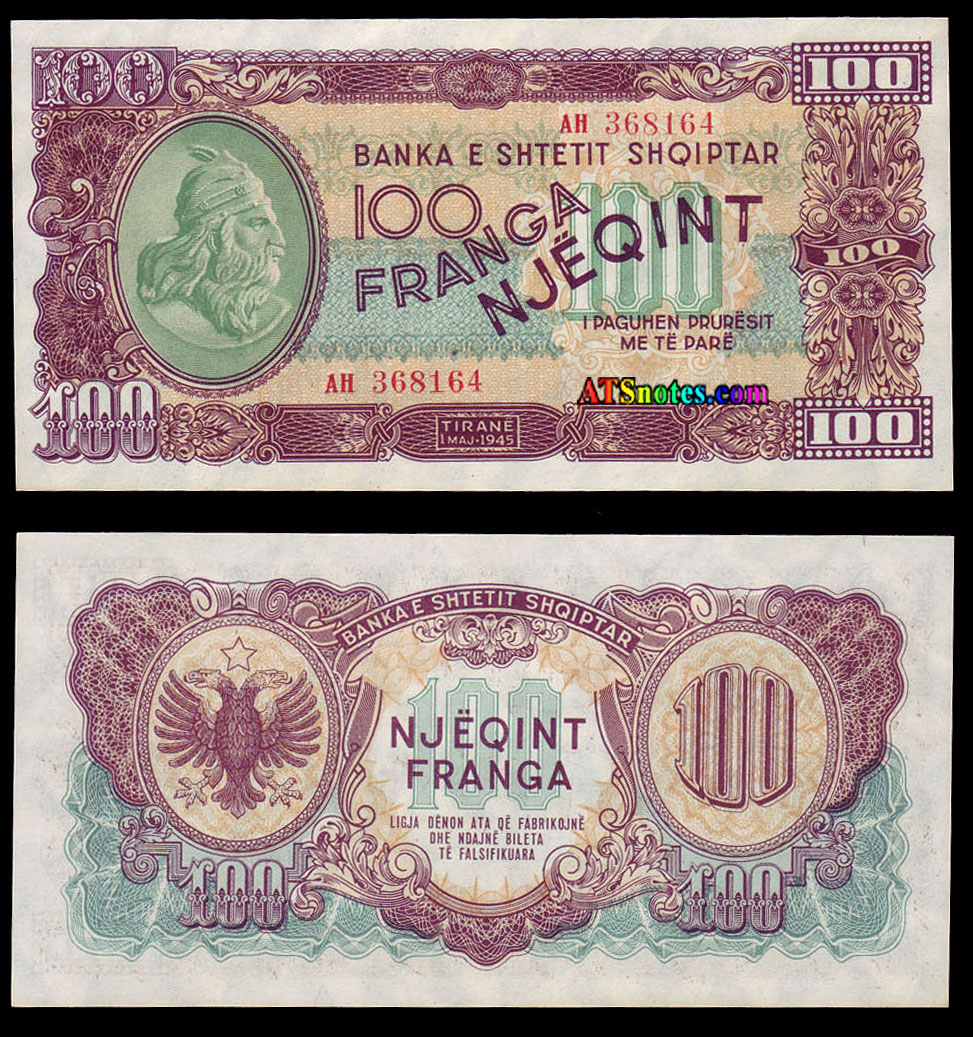 100
100
AH 368164
BANKA E SHTETIT SHQIPTAR
100
FRANGA
NJËQINT
100
100
I PAGUHEN PRURËSIT
ME TË PARË
AH 368164
ATSnotes.com
100
TIRANË
1 MAJ-1945
100
BANKA E SHTETIT SHQIPTAR
100
NJËQINT
FRANGA
100
LIGJA DËNON ATA QË FABRIKOJNË
DHE NDAJNË BILETA
TË FALSIFIKUARA
100
100